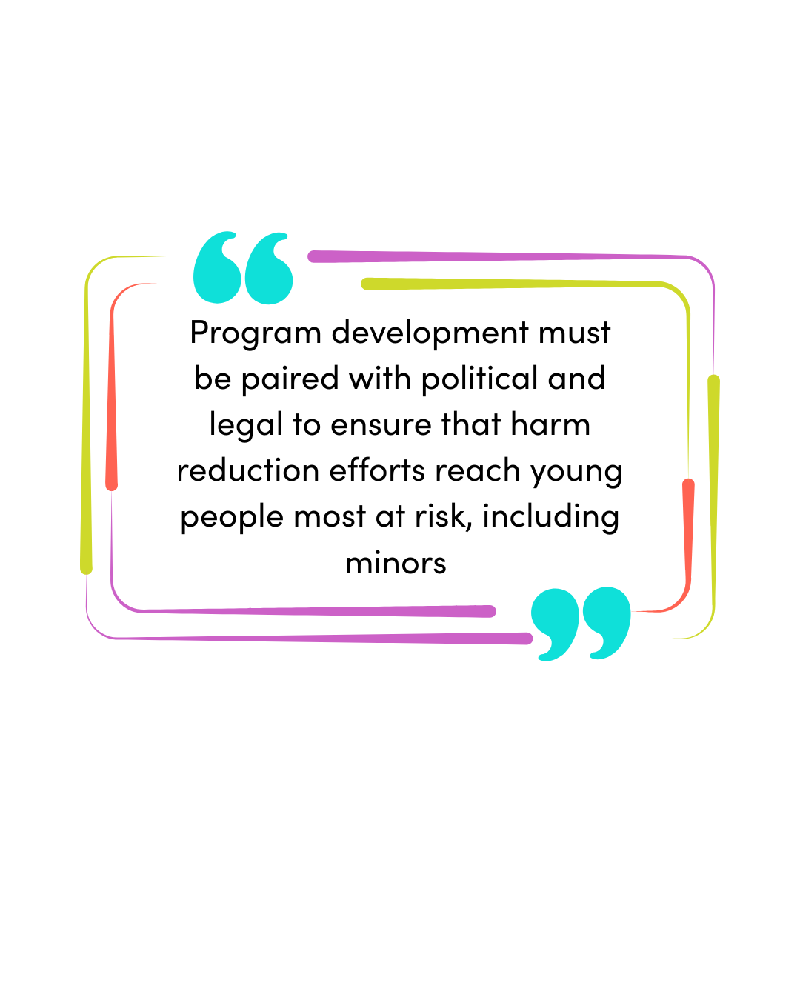 Program development must
be paired with political and
legal to ensure that harm
reduction efforts reach young
people most at risk, including
minors